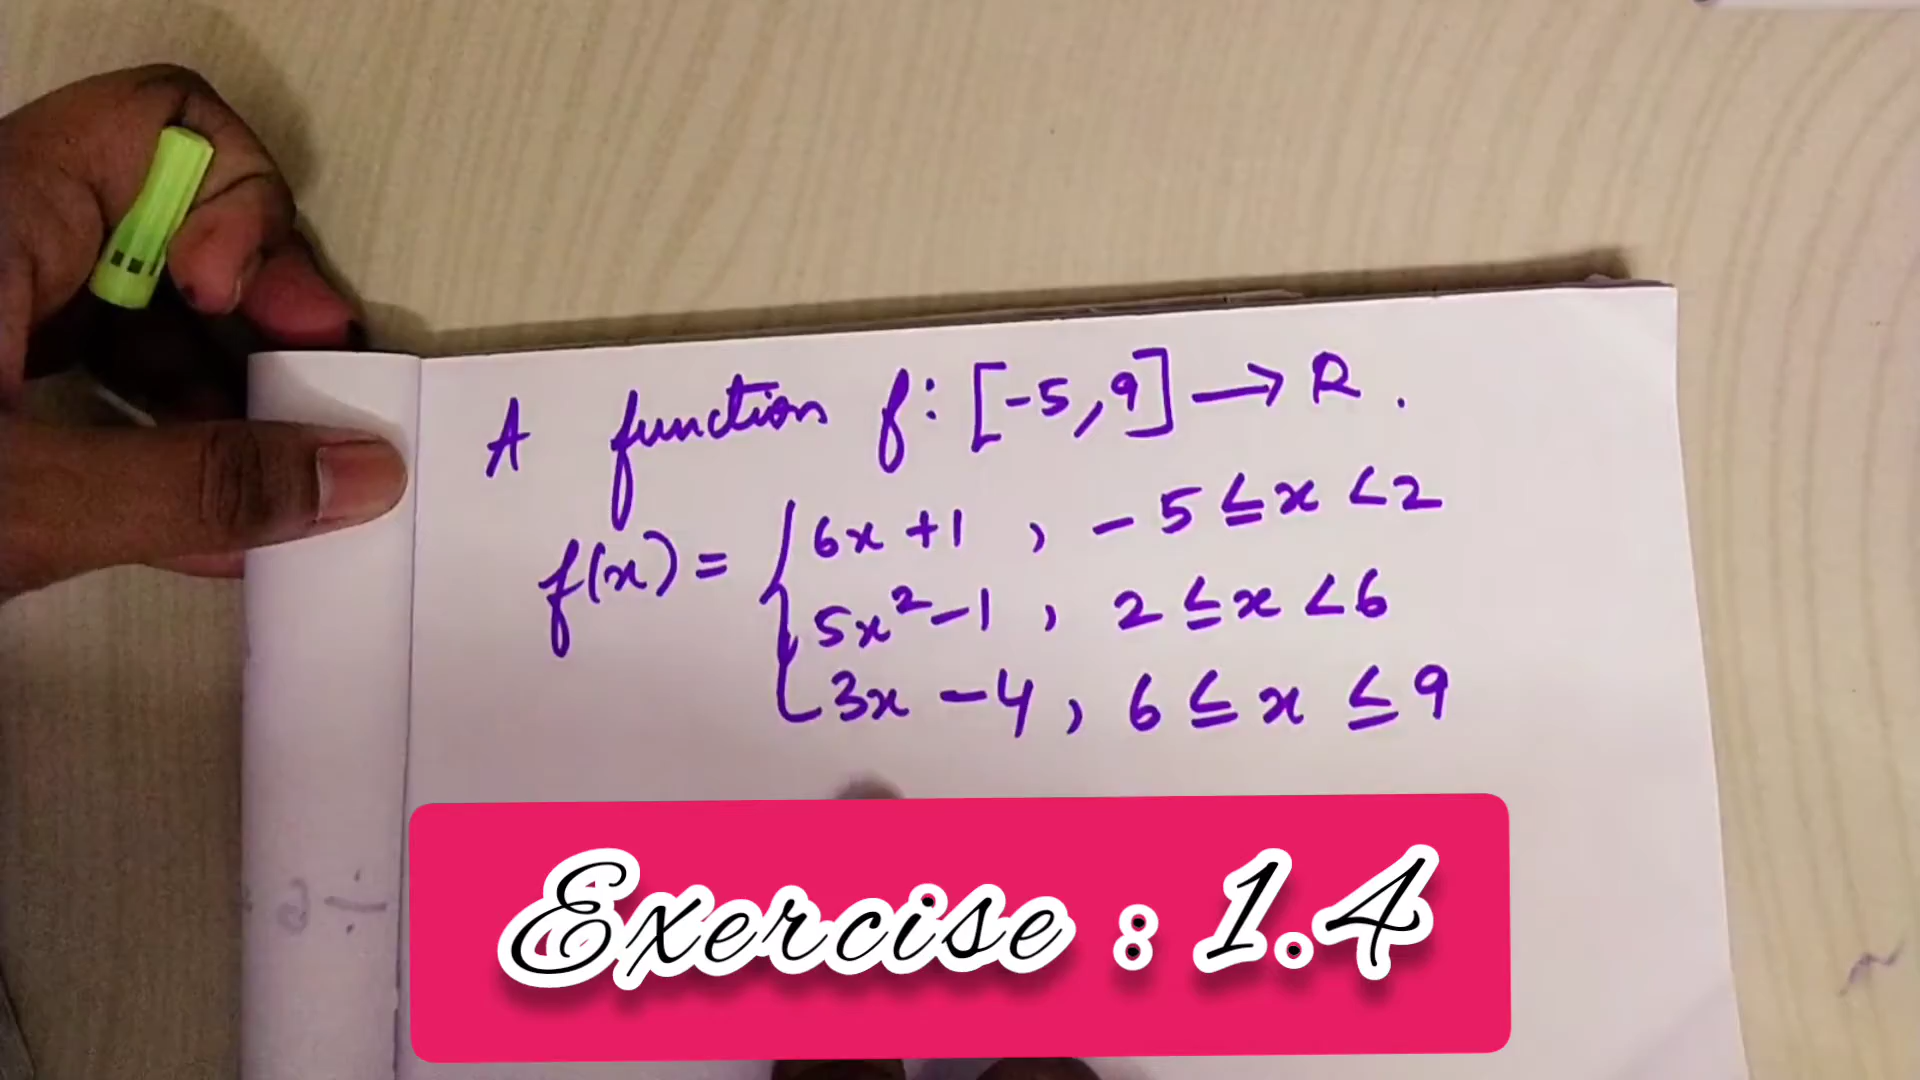 A function f: [-5, 9] → R.
f(x) = { 6x + 1 , - 5 ≤ x < 2
5x² - 1 , 2 ≤ x < 6
3x - 4 , 6 ≤ x ≤ 9
Exercise : 1.4